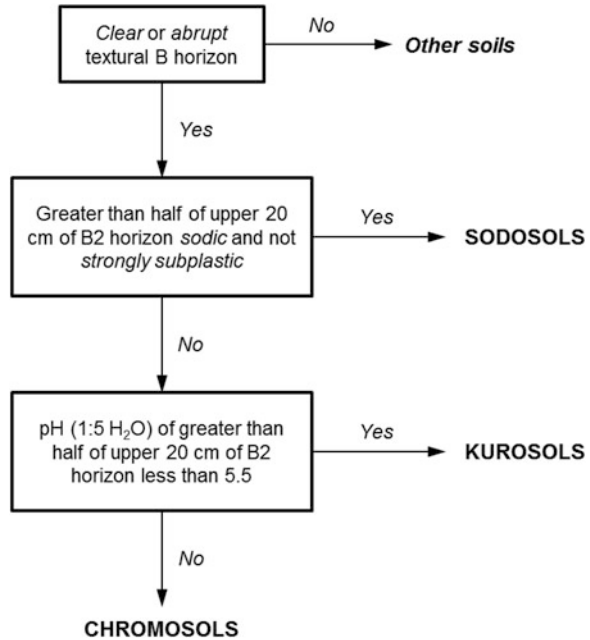 Clear or abrupt
textural B horizon
No
Other soils
Yes
Greater than half of upper 20
cm of B2 horizon sodic and not
strongly subplastic
Yes
SODOSOLS
No
pH (1:5 H₂O) of greater than
half of upper 20 cm of B2
horizon less than 5.5
Yes
KUROSOLS
No
CHROMOSOLS